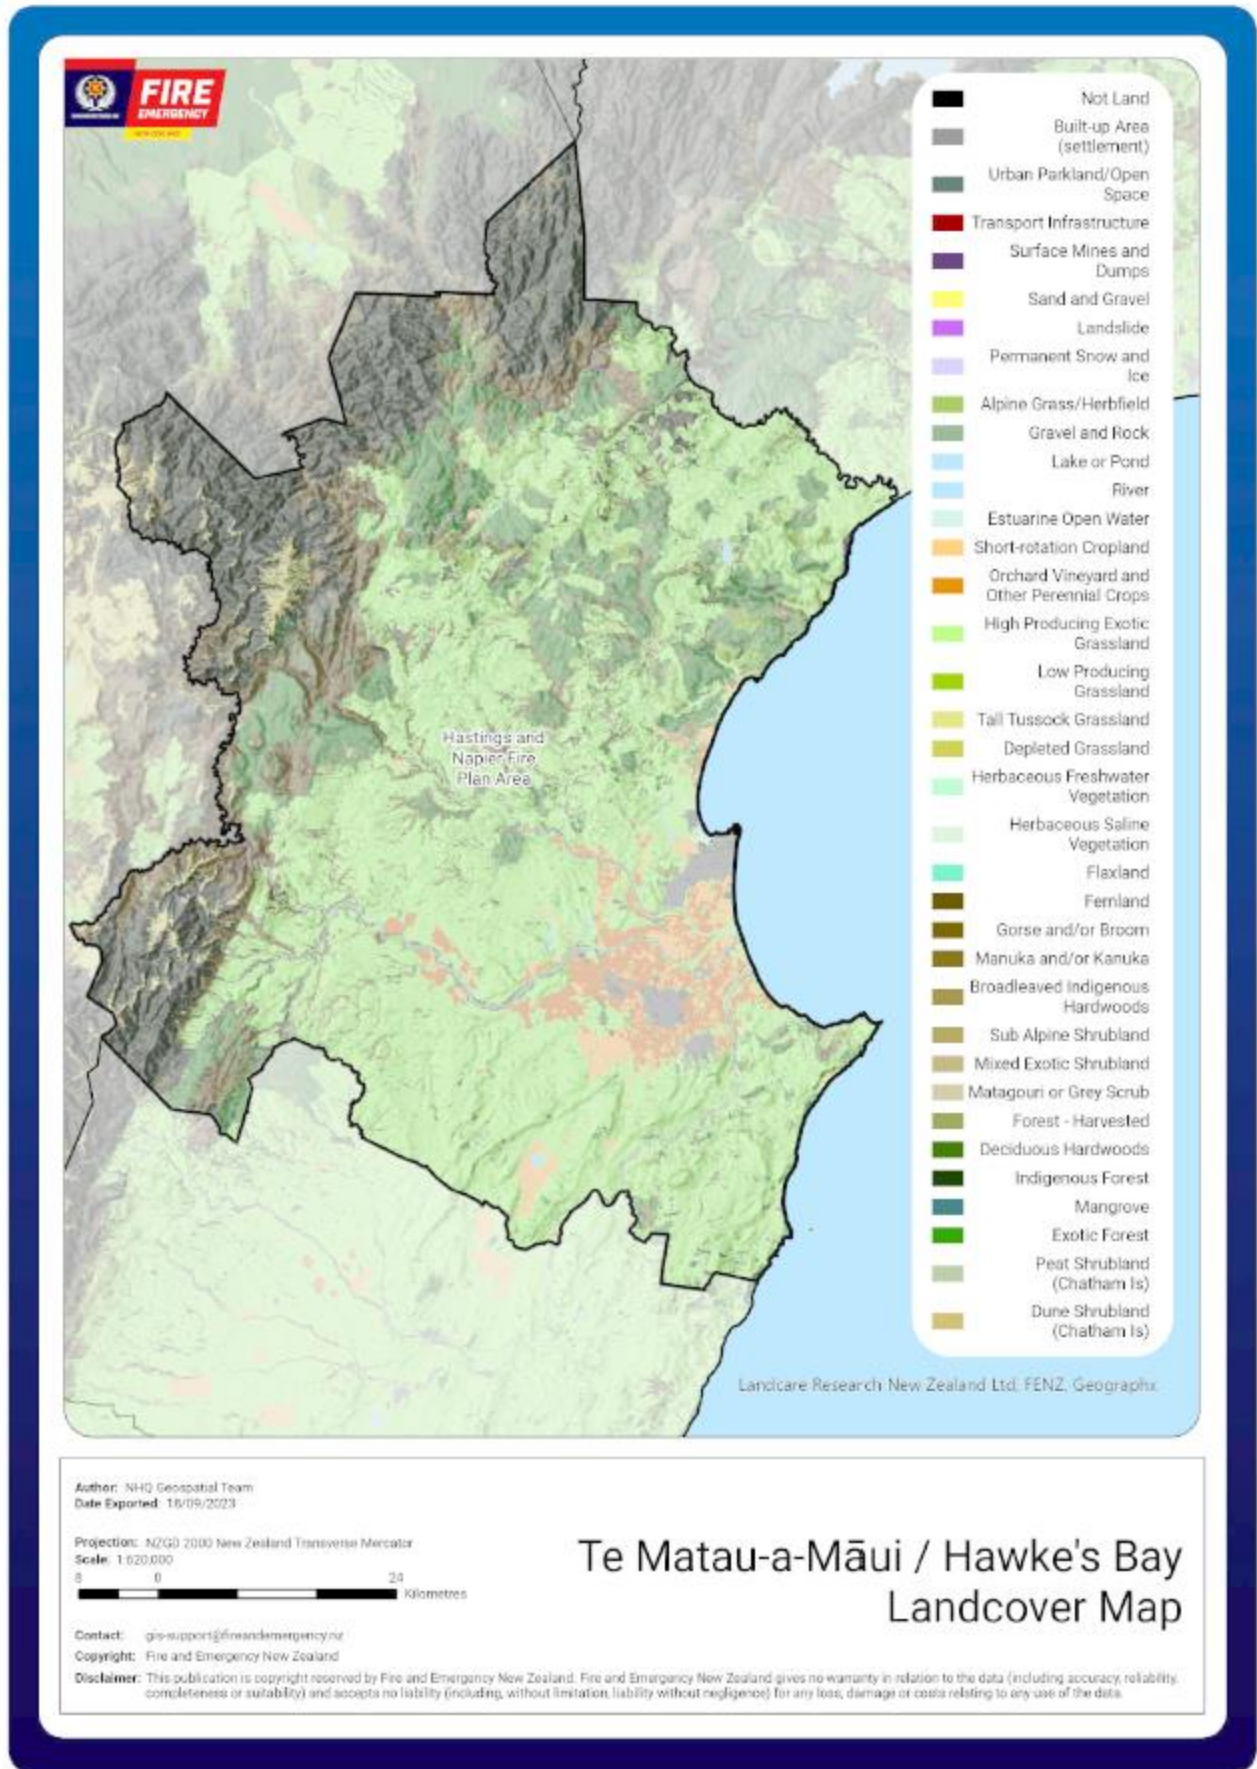 FIRE
EMERGENCY
NEW ZEALAND
Not Land
Built-up Area
(settlement)
Urban Parkland/Open
Space
Transport Infrastructure
Surface Mines and
Dumps
Sand and Gravel
Landslide
Permanent Snow and
Ice
Alpine Grass/Herbfield
Gravel and Rock
Lake or Pond
River
Estuarine Open Water
Short-rotation Cropland
Orchard Vineyard and
Other Perennial Crops
High Producing Exotic
Grassland
Low Producing
Grassland
Tall Tussock Grassland
Depleted Grassland
Herbaceous Freshwater
Vegetation
Herbaceous Saline
Vegetation
Flaxland
Fernland
Gorse and/or Broom
Manuka and/or Kanuka
Broadleaved Indigenous
Hardwoods
Sub Alpine Shrubland
Mixed Exotic Shrubland
Matagouri or Grey Scrub
Forest - Harvested
Deciduous Hardwoods
Indigenous Forest
Mangrove
Exotic Forest
Peat Shrubland
(Chatham Is)
Dune Shrubland
(Chatham Is)
Hastings and
Napier Fire
Plan Area
Landcare Research New Zealand Ltd, FENZ, Geographx
Author: NHQ Geospatial Team
Date Exported: 18/09/2023
Projection: NZGD 2000 New Zealand Transverse Mercator
Scale: 1:620,000
8 0 24
Kilometres
Te Matau-a-Māui / Hawke's Bay
Landcover Map
Contact: gis-support@fireandemergency.nz
Copyright: Fire and Emergency New Zealand
Disclaimer: This publication is copyright reserved by Fire and Emergency New Zealand. Fire and Emergency New Zealand gives no warranty in relation to the data (including accuracy, reliability,
completeness or suitability) and accepts no liability (including, without limitation, liability without negligence) for any loss, damage or costs relating to any use of the data.